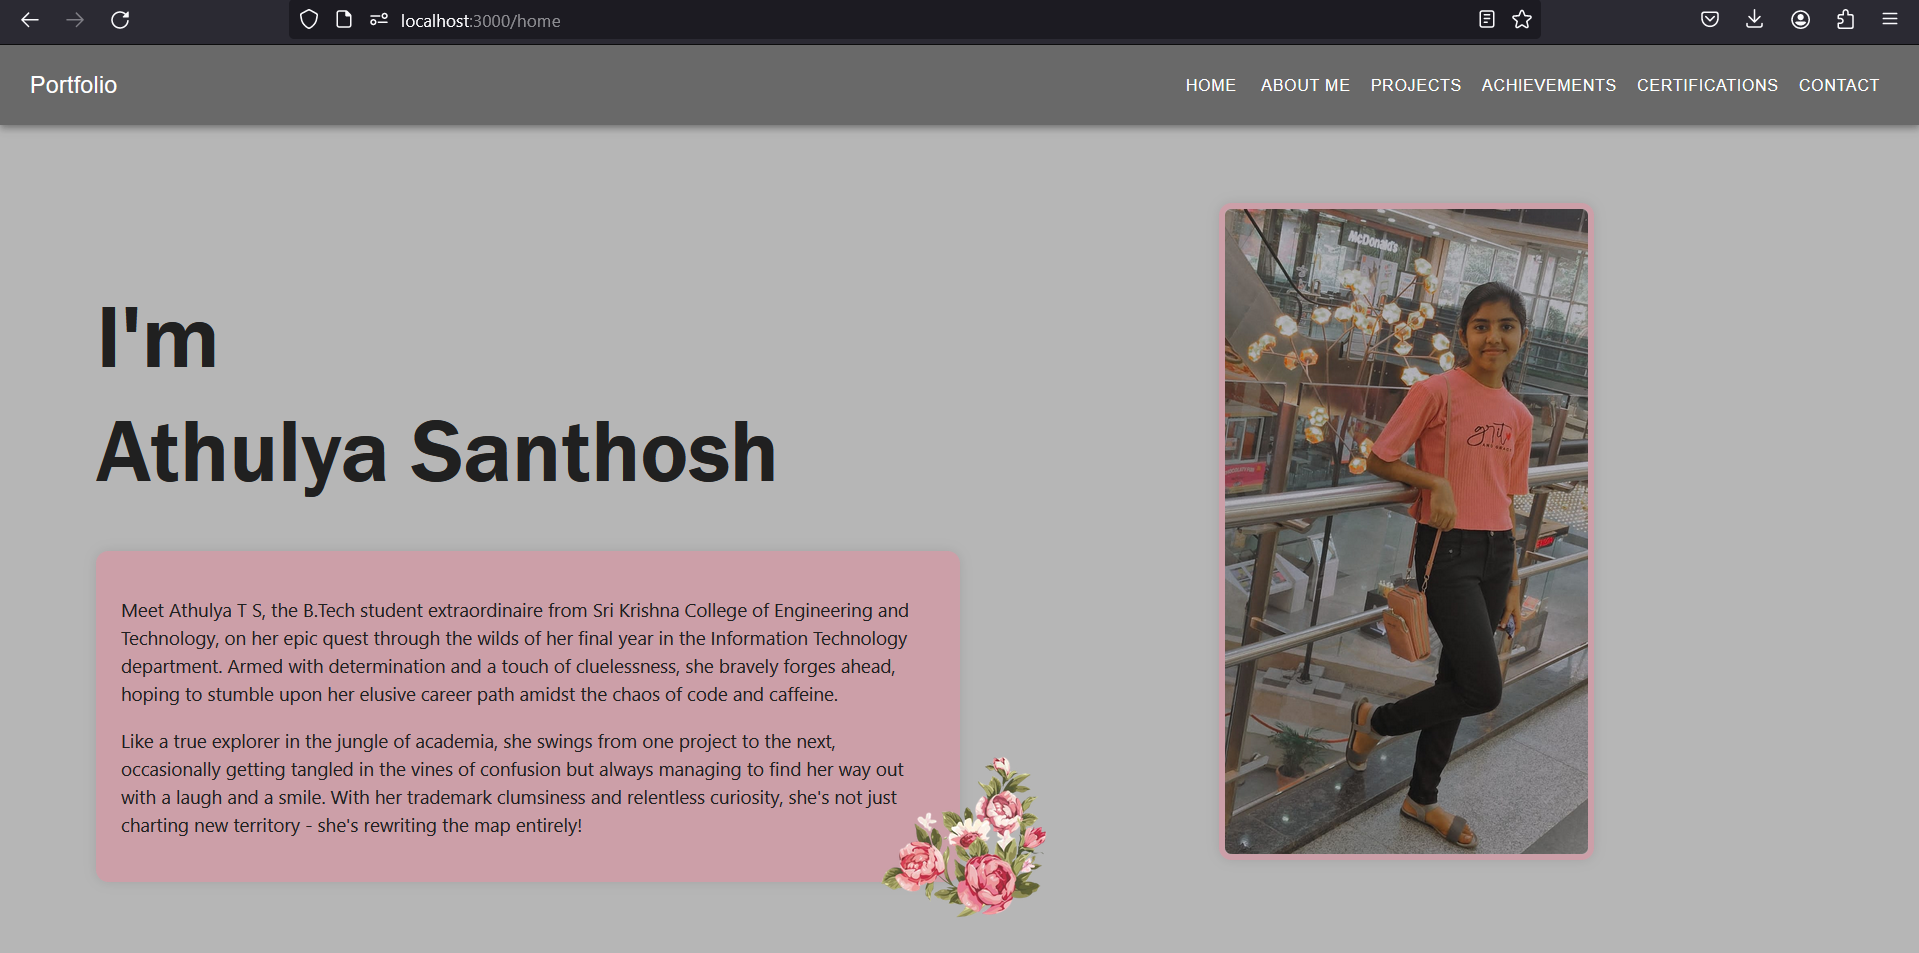 localhost:3000/home
Portfolio
HOME ABOUT ME PROJECTS ACHIEVEMENTS CERTIFICATIONS CONTACT
McDonald's
I'm
Athulya Santhosh
grit
Meet Athulya T S, the B.Tech student extraordinaire from Sri Krishna College of Engineering and
Technology, on her epic quest through the wilds of her final year in the Information Technology
department. Armed with determination and a touch of cluelessness, she bravely forges ahead,
hoping to stumble upon her elusive career path amidst the chaos of code and caffeine.
Like a true explorer in the jungle of academia, she swings from one project to the next,
occasionally getting tangled in the vines of confusion but always managing to find her way out
with a laugh and a smile. With her trademark clumsiness and relentless curiosity, she's not just
charting new territory - she's rewriting the map entirely!